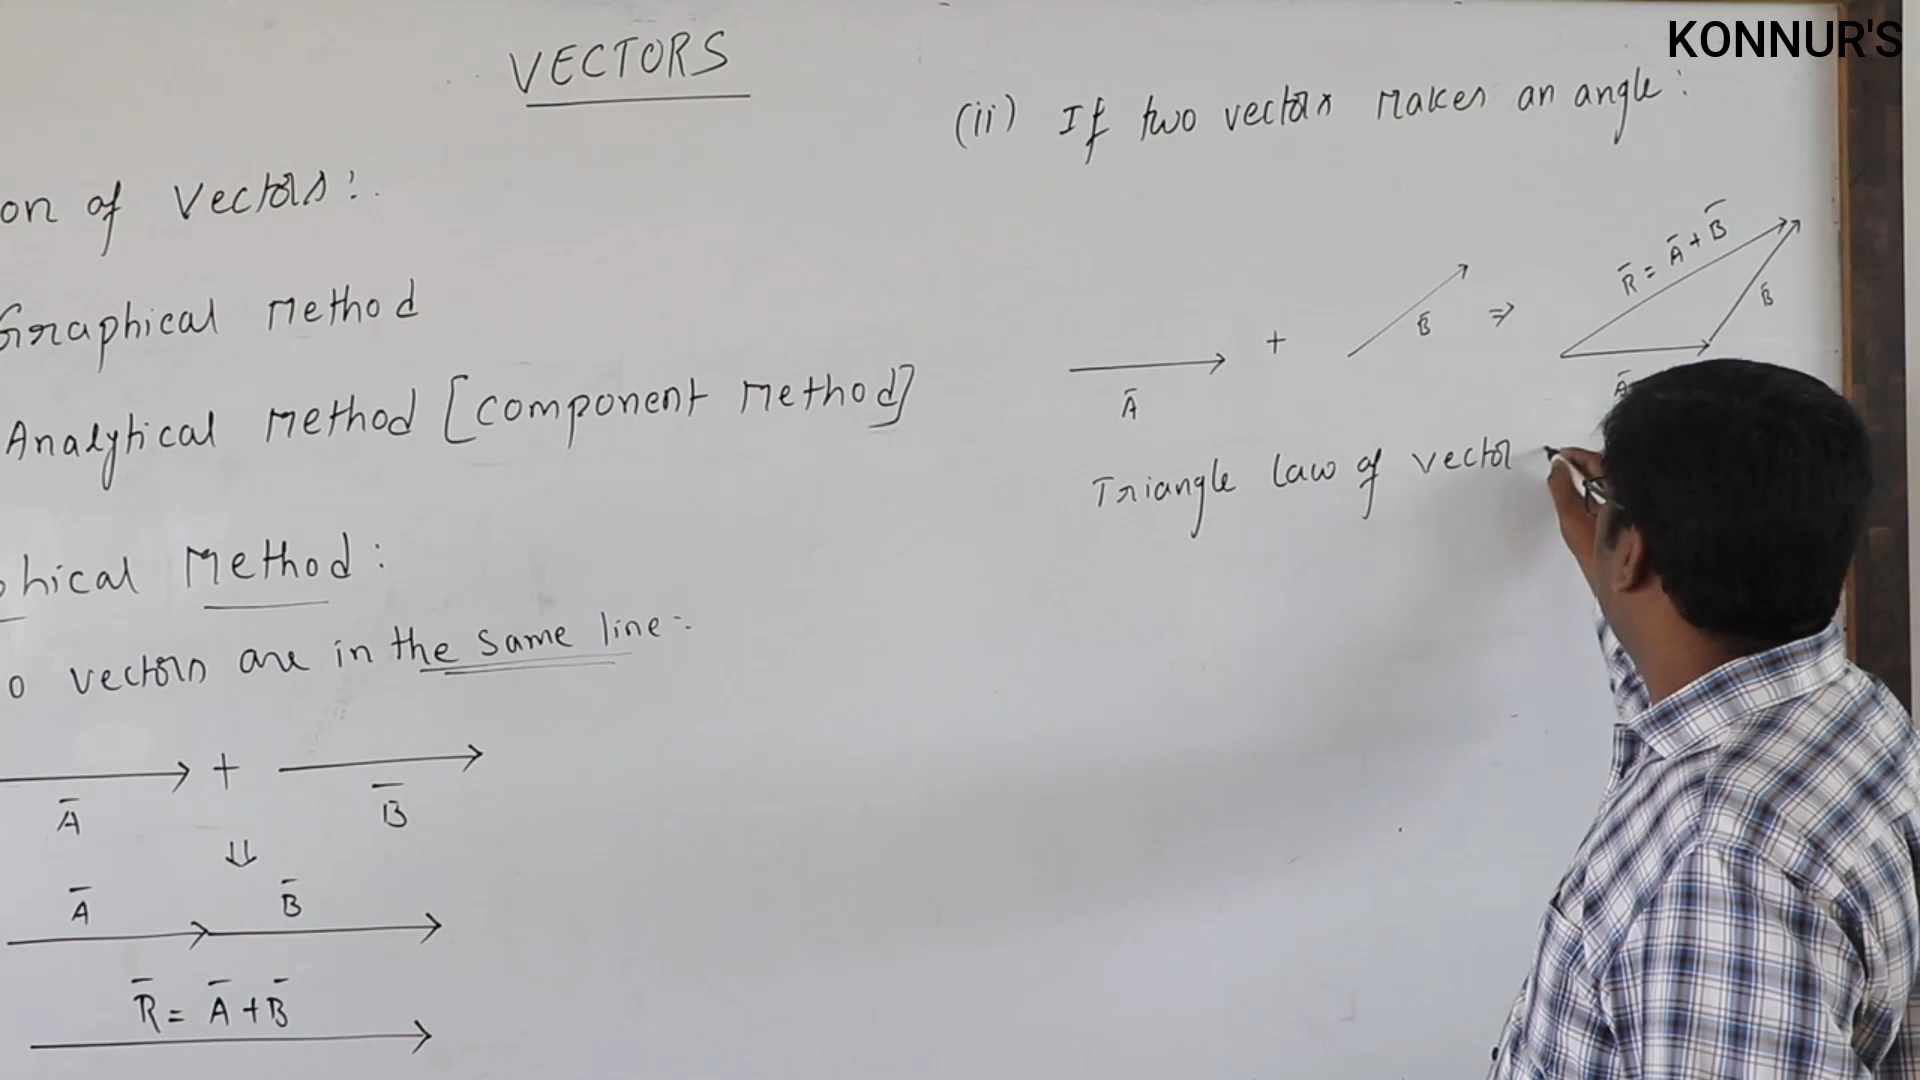 KONNUR'S
VECTORS
on of Vectors:
Graphical Method
Analytical Method [Component Method]
phical Method:
o vectors are in the same line:-
A̅ + B̅
⇓
A̅ B̅
R̅ = A̅ + B̅
(ii) If two vectors makes an angle:
A̅ + B̅ ⇒ A̅ B̅ R̅ = A̅ + B̅
Triangle law of vector